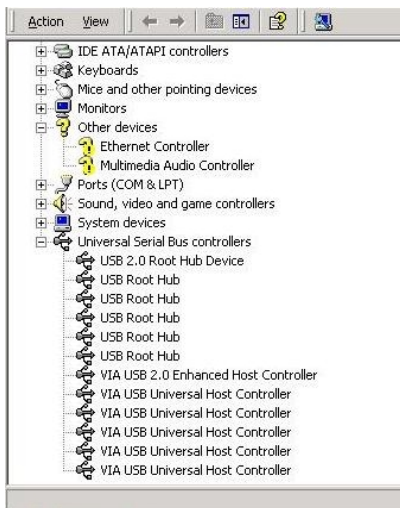 Action View
IDE ATA/ATAPI controllers
Keyboards
Mice and other pointing devices
Monitors
Other devices
Ethernet Controller
Multimedia Audio Controller
Ports (COM & LPT)
Sound, video and game controllers
System devices
Universal Serial Bus controllers
USB 2.0 Root Hub Device
USB Root Hub
USB Root Hub
USB Root Hub
USB Root Hub
USB Root Hub
VIA USB 2.0 Enhanced Host Controller
VIA USB Universal Host Controller
VIA USB Universal Host Controller
VIA USB Universal Host Controller
VIA USB Universal Host Controller
VIA USB Universal Host Controller